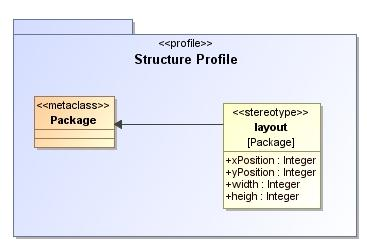 <<profile>>
Structure Profile
<<metaclass>>
Package
<<stereotype>>
layout
[Package]
+xPosition : Integer
+yPosition : Integer
+width : Integer
+heigh : Integer